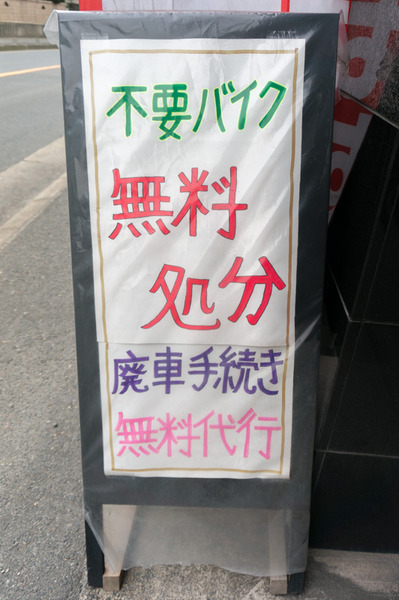 不要バイク
無料
処分
廃車手続き
無料代行